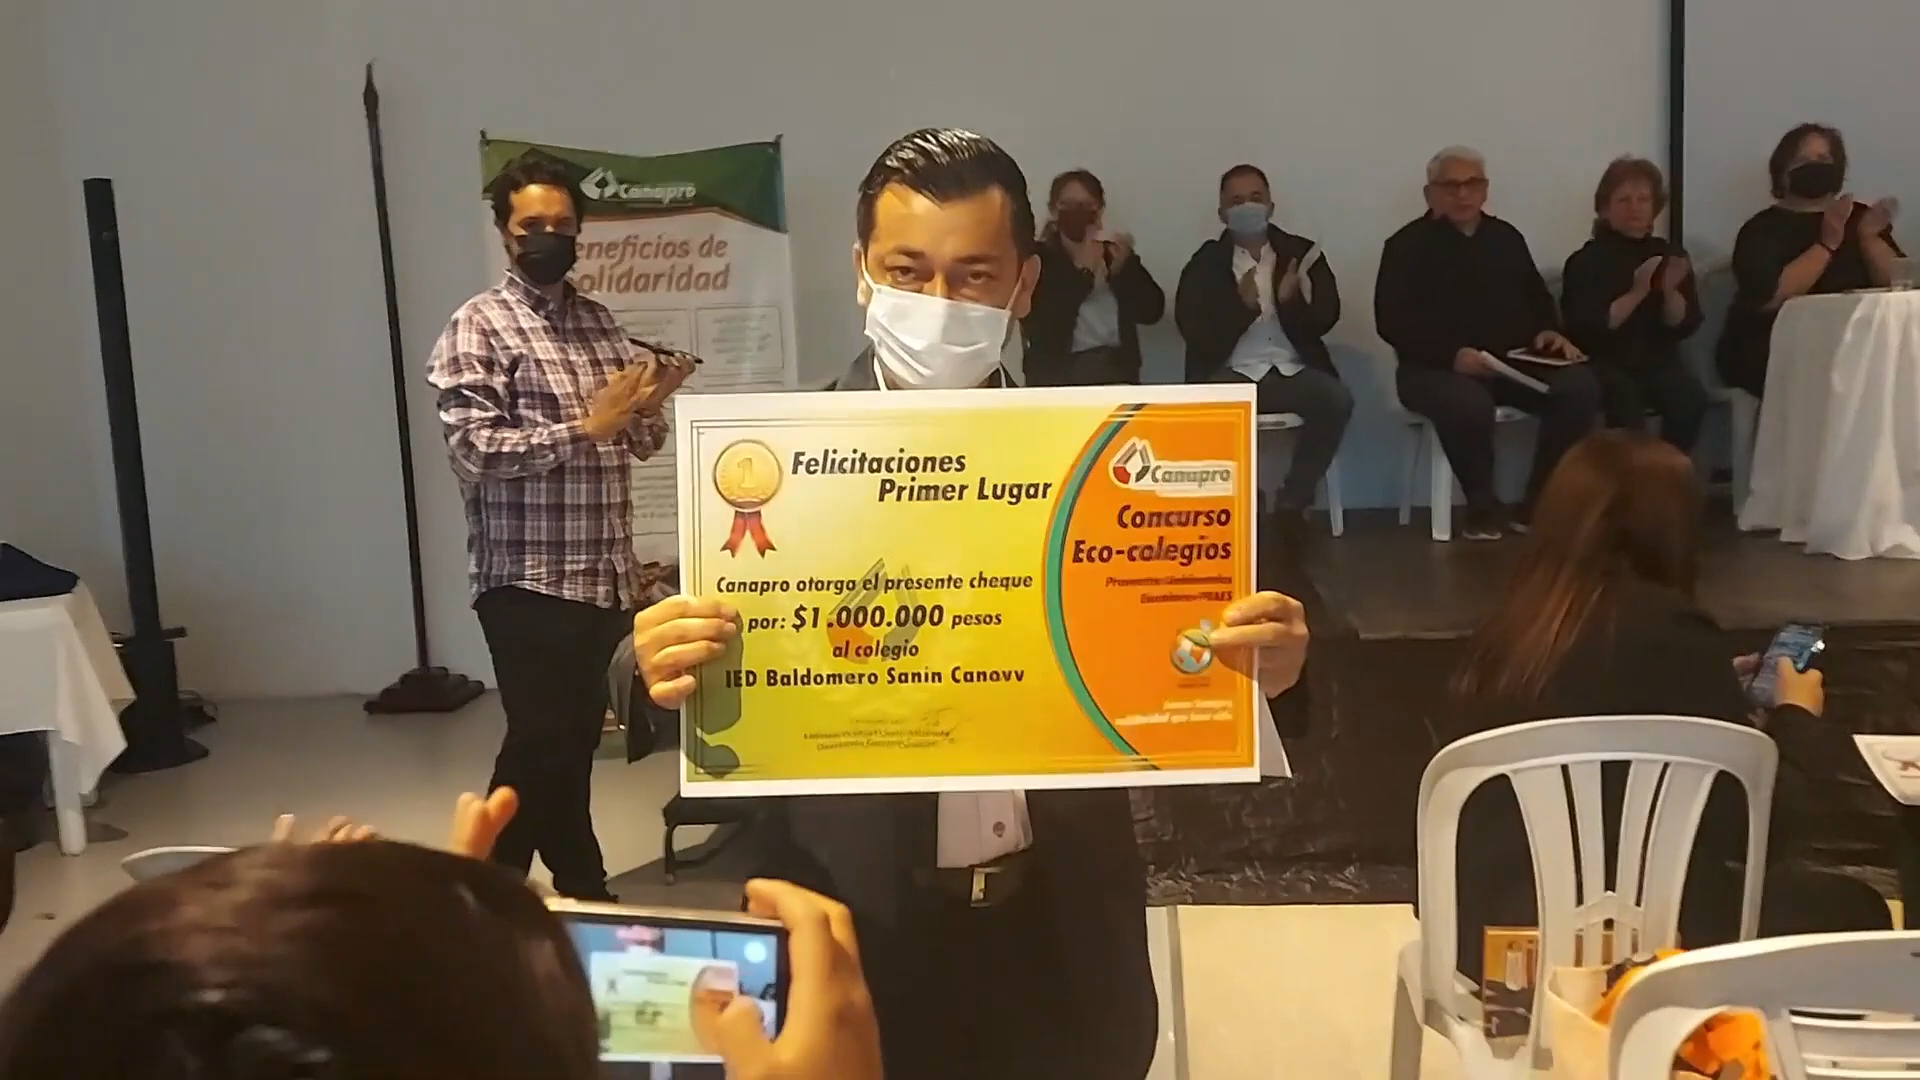 Canapro
eneficios de
olidaridad
1
Felicitaciones
Primer Lugar
Canapro otorga el presente cheque
por: $1.000.000 pesos
al colegio
IED Baldomero Sanin Canovv
Canapro
Concurso
Eco-colegios